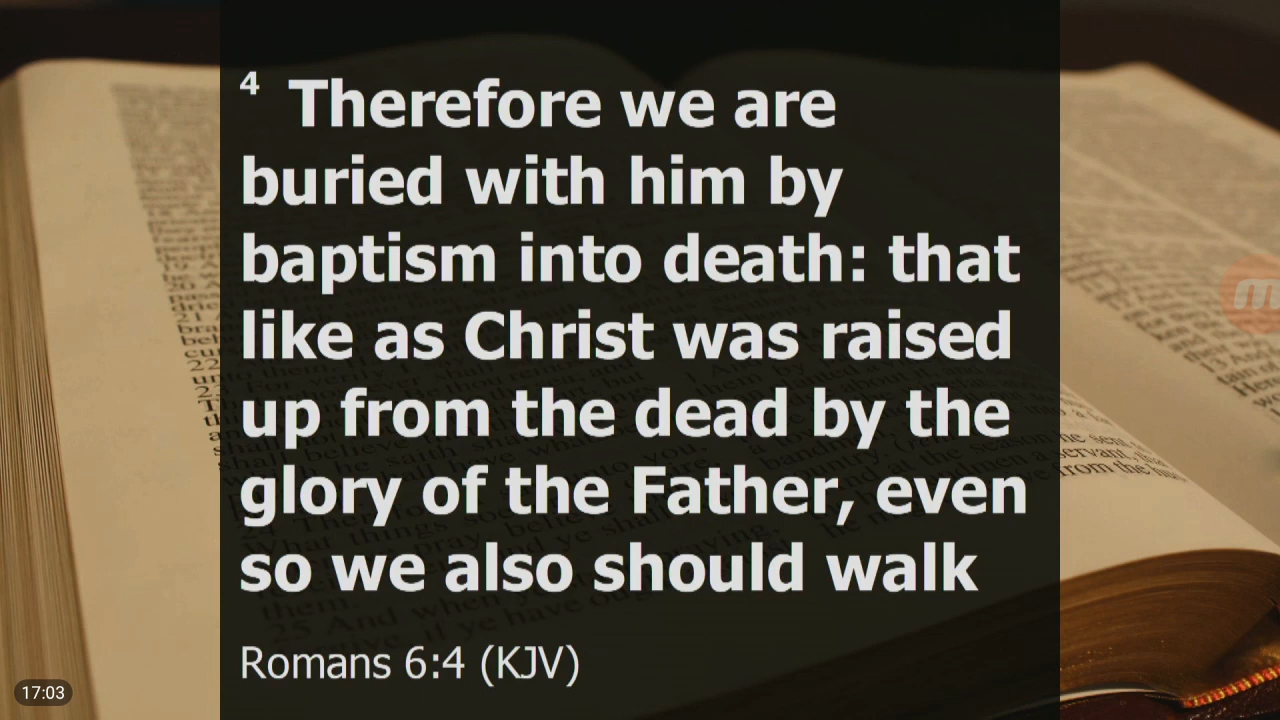 4 Therefore we are
buried with him by
baptism into death: that
like as Christ was raised
up from the dead by the
glory of the Father, even
so we also should walk
Romans 6:4 (KJV)
17:03